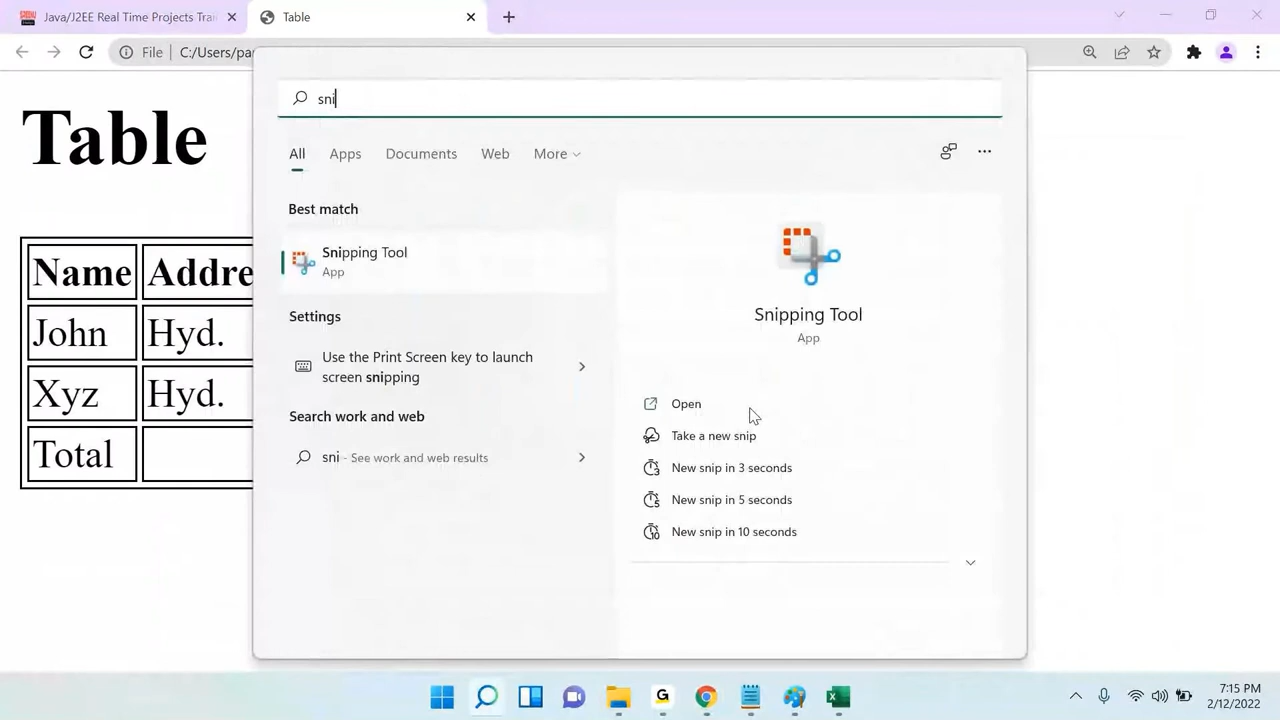 Java/J2EE Real Time Projects Trai
Table
File
C:/Users/pa
Table
Name
Addre
John
Hyd.
Xyz
Hyd.
Total
sni
All
Apps
Documents
Web
More
Best match
Snipping Tool
App
Settings
Use the Print Screen key to launch
screen snipping
Search work and web
sni - See work and web results
Snipping Tool
App
Open
Take a new snip
New snip in 3 seconds
New snip in 5 seconds
New snip in 10 seconds
7:15 PM
2/12/2022